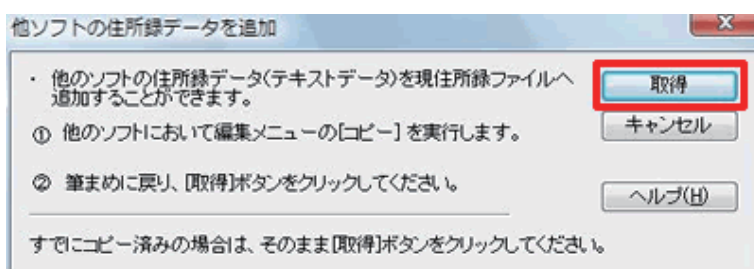 他ソフトの住所録データを追加
・ 他のソフトの住所録データ(テキストデータ)を現住所録ファイルへ
追加することができます。
取得
① 他のソフトにおいて編集メニューの[コピー] を実行します。
キャンセル
② 筆まめに戻り、[取得]ボタンをクリックしてください。
ヘルプ(H)
すでにコピー済みの場合は、そのまま[取得]ボタンをクリックしてください。